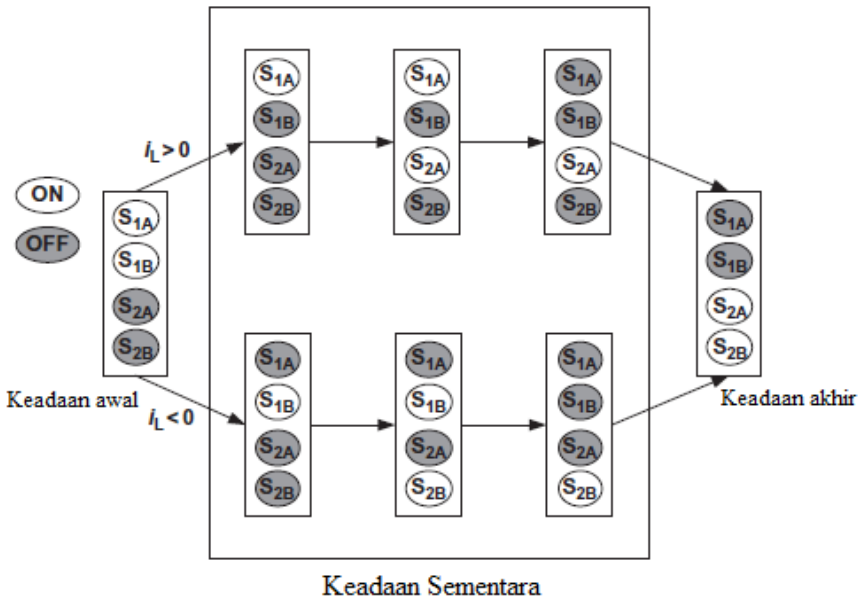 ON
OFF
S1A
S1B
S2A
S2B
Keadaan awal
iL > 0
S1A
S1B
S2A
S2B
S1A
S1B
S2A
S2B
S1A
S1B
S2A
S2B
iL < 0
S1A
S1B
S2A
S2B
S1A
S1B
S2A
S2B
S1A
S1B
S2A
S2B
S1A
S1B
S2A
S2B
Keadaan akhir
Keadaan Sementara